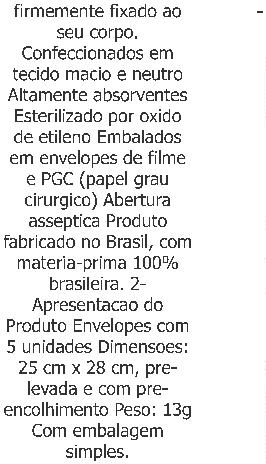 firmemente fixado ao
seu corpo.
Confeccionados em
tecido macio e neutro
Altamente absorventes
Esterilizado por oxido
de etileno Embalados
em envelopes de filme
e PGC (papel grau
cirurgico) Abertura
asseptica Produto
fabricado no Brasil, com
materia-prima 100%
brasileira. 2-
Apresentacao do
Produto Envelopes com
5 unidades Dimensoes:
25 cm x 28 cm, pre-
levada e com pre-
encolhimento Peso: 13g
Com embalagem
simples.
-